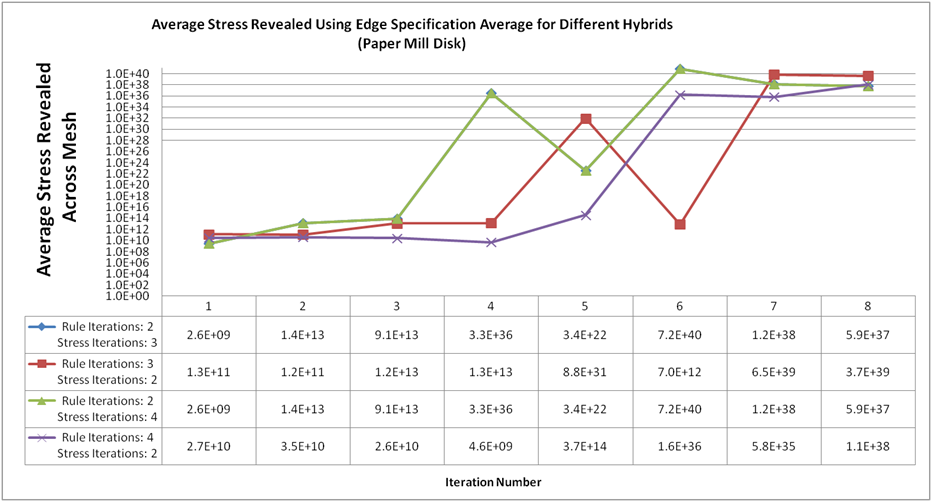 Average Stress Revealed Using Edge Specification Average for Different Hybrids
(Paper Mill Disk)
Average Stress Revealed
Across Mesh
1.0E+40
1.0E+38
1.0E+36
1.0E+34
1.0E+32
1.0E+30
1.0E+28
1.0E+26
1.0E+24
1.0E+22
1.0E+20
1.0E+18
1.0E+16
1.0E+14
1.0E+12
1.0E+10
1.0E+08
1.0E+06
1.0E+04
1.0E+02
1.0E+00
1 2 3 4 5 6 7 8
Rule Iterations: 2
Stress Iterations: 3
2.6E+09 1.4E+13 9.1E+13 3.3E+36 3.4E+22 7.2E+40 1.2E+38 5.9E+37
Rule Iterations: 3
Stress Iterations: 2
1.3E+11 1.2E+11 1.2E+13 1.3E+13 8.8E+31 7.0E+12 6.5E+39 3.7E+39
Rule Iterations: 2
Stress Iterations: 4
2.6E+09 1.4E+13 9.1E+13 3.3E+36 3.4E+22 7.2E+40 1.2E+38 5.9E+37
Rule Iterations: 4
Stress Iterations: 2
2.7E+10 3.5E+10 2.6E+10 4.6E+09 3.7E+14 1.6E+36 5.8E+35 1.1E+38
Iteration Number